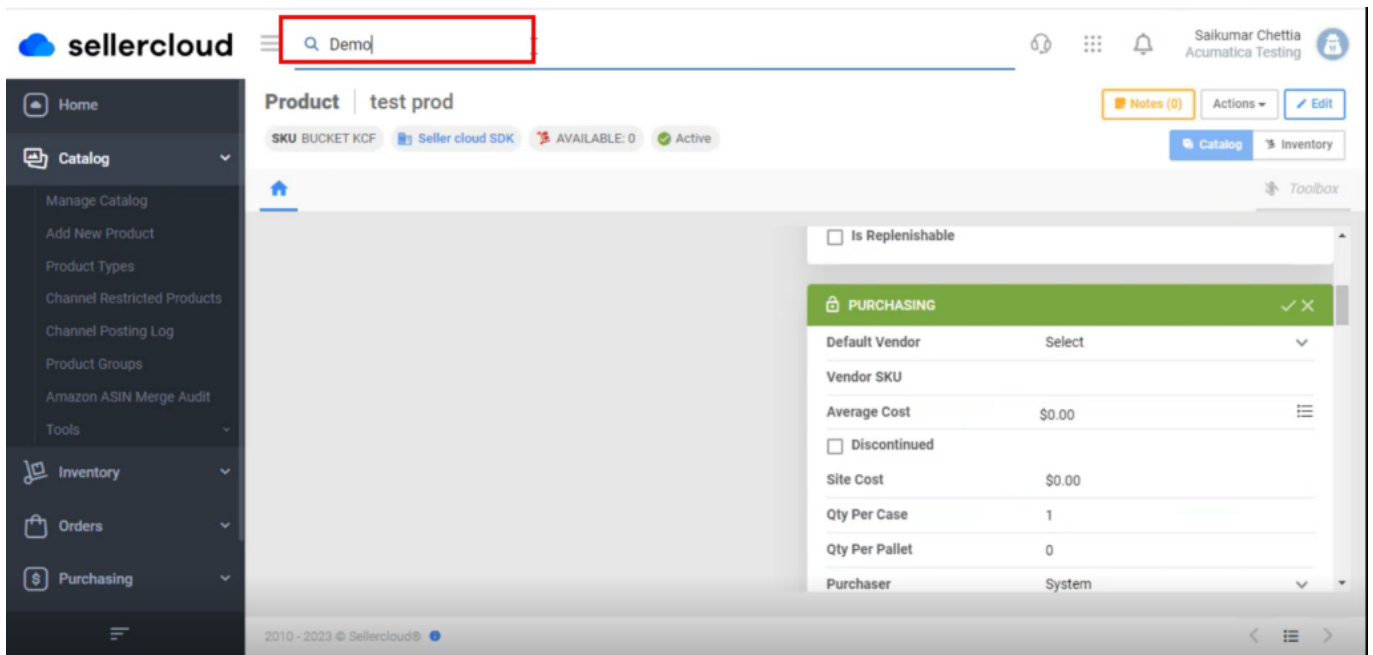 sellercloud
Demo
Saikumar Chettia
Acumatica Testing
Home
Catalog
Manage Catalog
Add New Product
Product Types
Channel Restricted Products
Channel Posting Log
Product Groups
Amazon ASIN Merge Audit
Tools
Inventory
Orders
Purchasing
Product | test prod
Notes (0) Actions Edit
SKU BUCKET KCF Seller cloud SDK AVAILABLE: 0 Active
Catalog Inventory
Toolbox
Is Replenishable
PURCHASING
Default Vendor Select
Vendor SKU
Average Cost $0.00
Discontinued
Site Cost $0.00
Qty Per Case 1
Qty Per Pallet 0
Purchaser System
2010 - 2023 © Sellercloud®